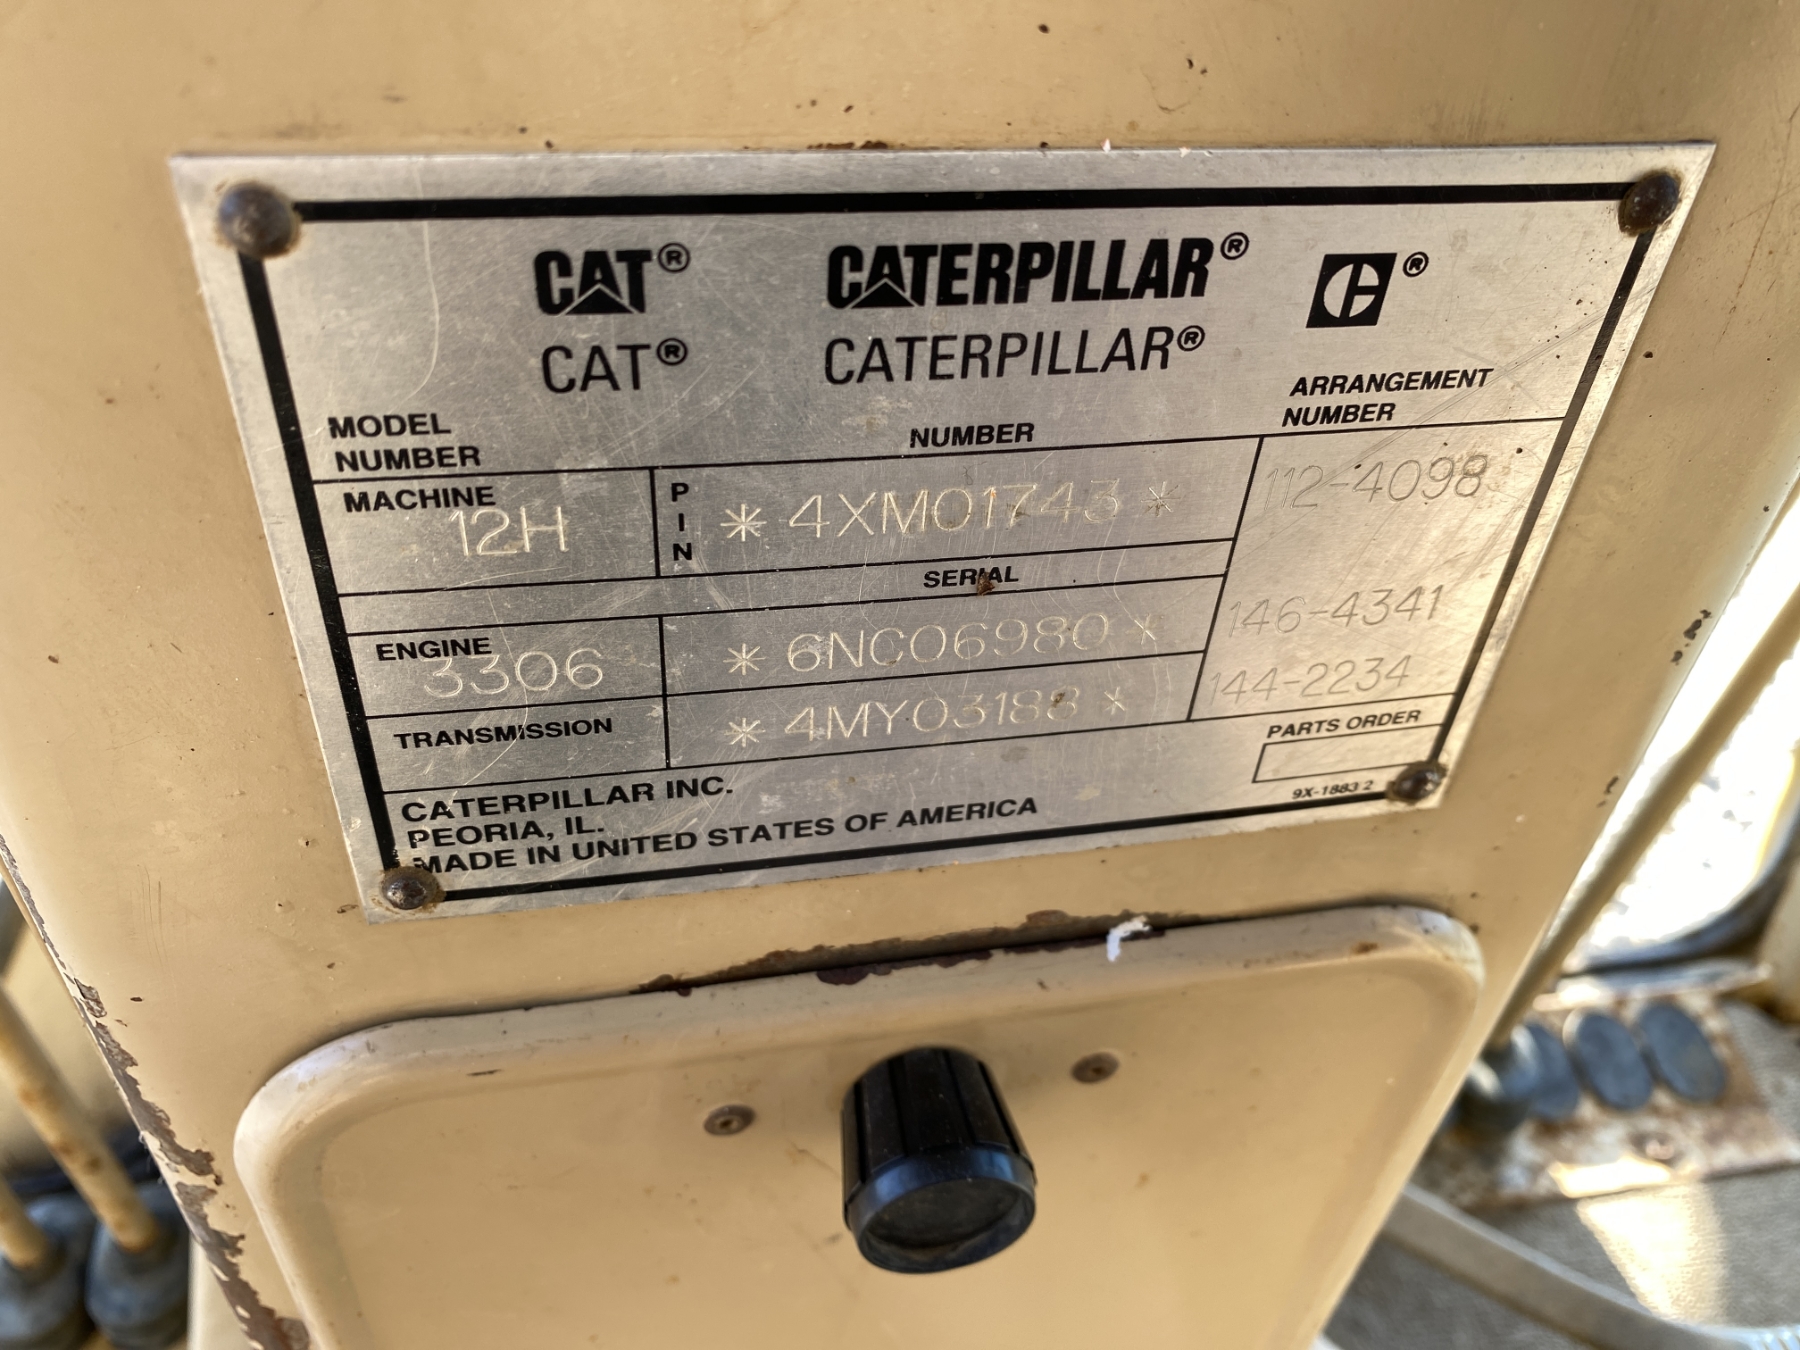 CAT® CATERPILLAR® ®
CAT® CATERPILLAR®
MODEL NUMBER
NUMBER
ARRANGEMENT NUMBER
MACHINE
12H
PIN
*4XM01743*
112-4098
SERIAL
ENGINE
3306
*6NC06980*
146-4341
TRANSMISSION
*4MY03188*
144-2234
PARTS ORDER
CATERPILLAR INC.
PEORIA, IL.
MADE IN UNITED STATES OF AMERICA
9X-1883 2